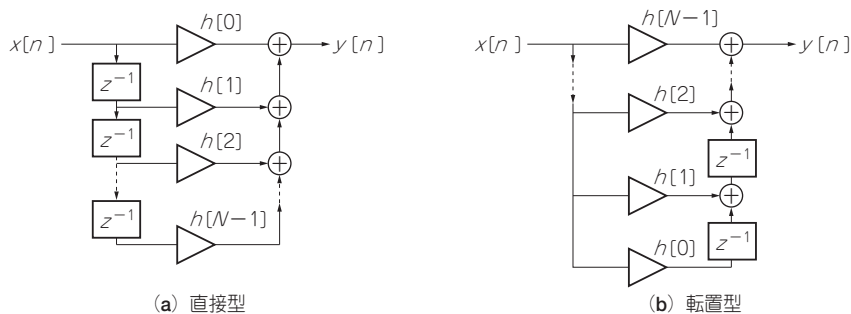 x[n]
h[0]
y[n]
z⁻¹
h[1]
z⁻¹
h[2]
z⁻¹
h[N−1]
(a) 直接型
x[n]
h[N−1]
y[n]
h[2]
z⁻¹
h[1]
z⁻¹
h[0]
(b) 転置型